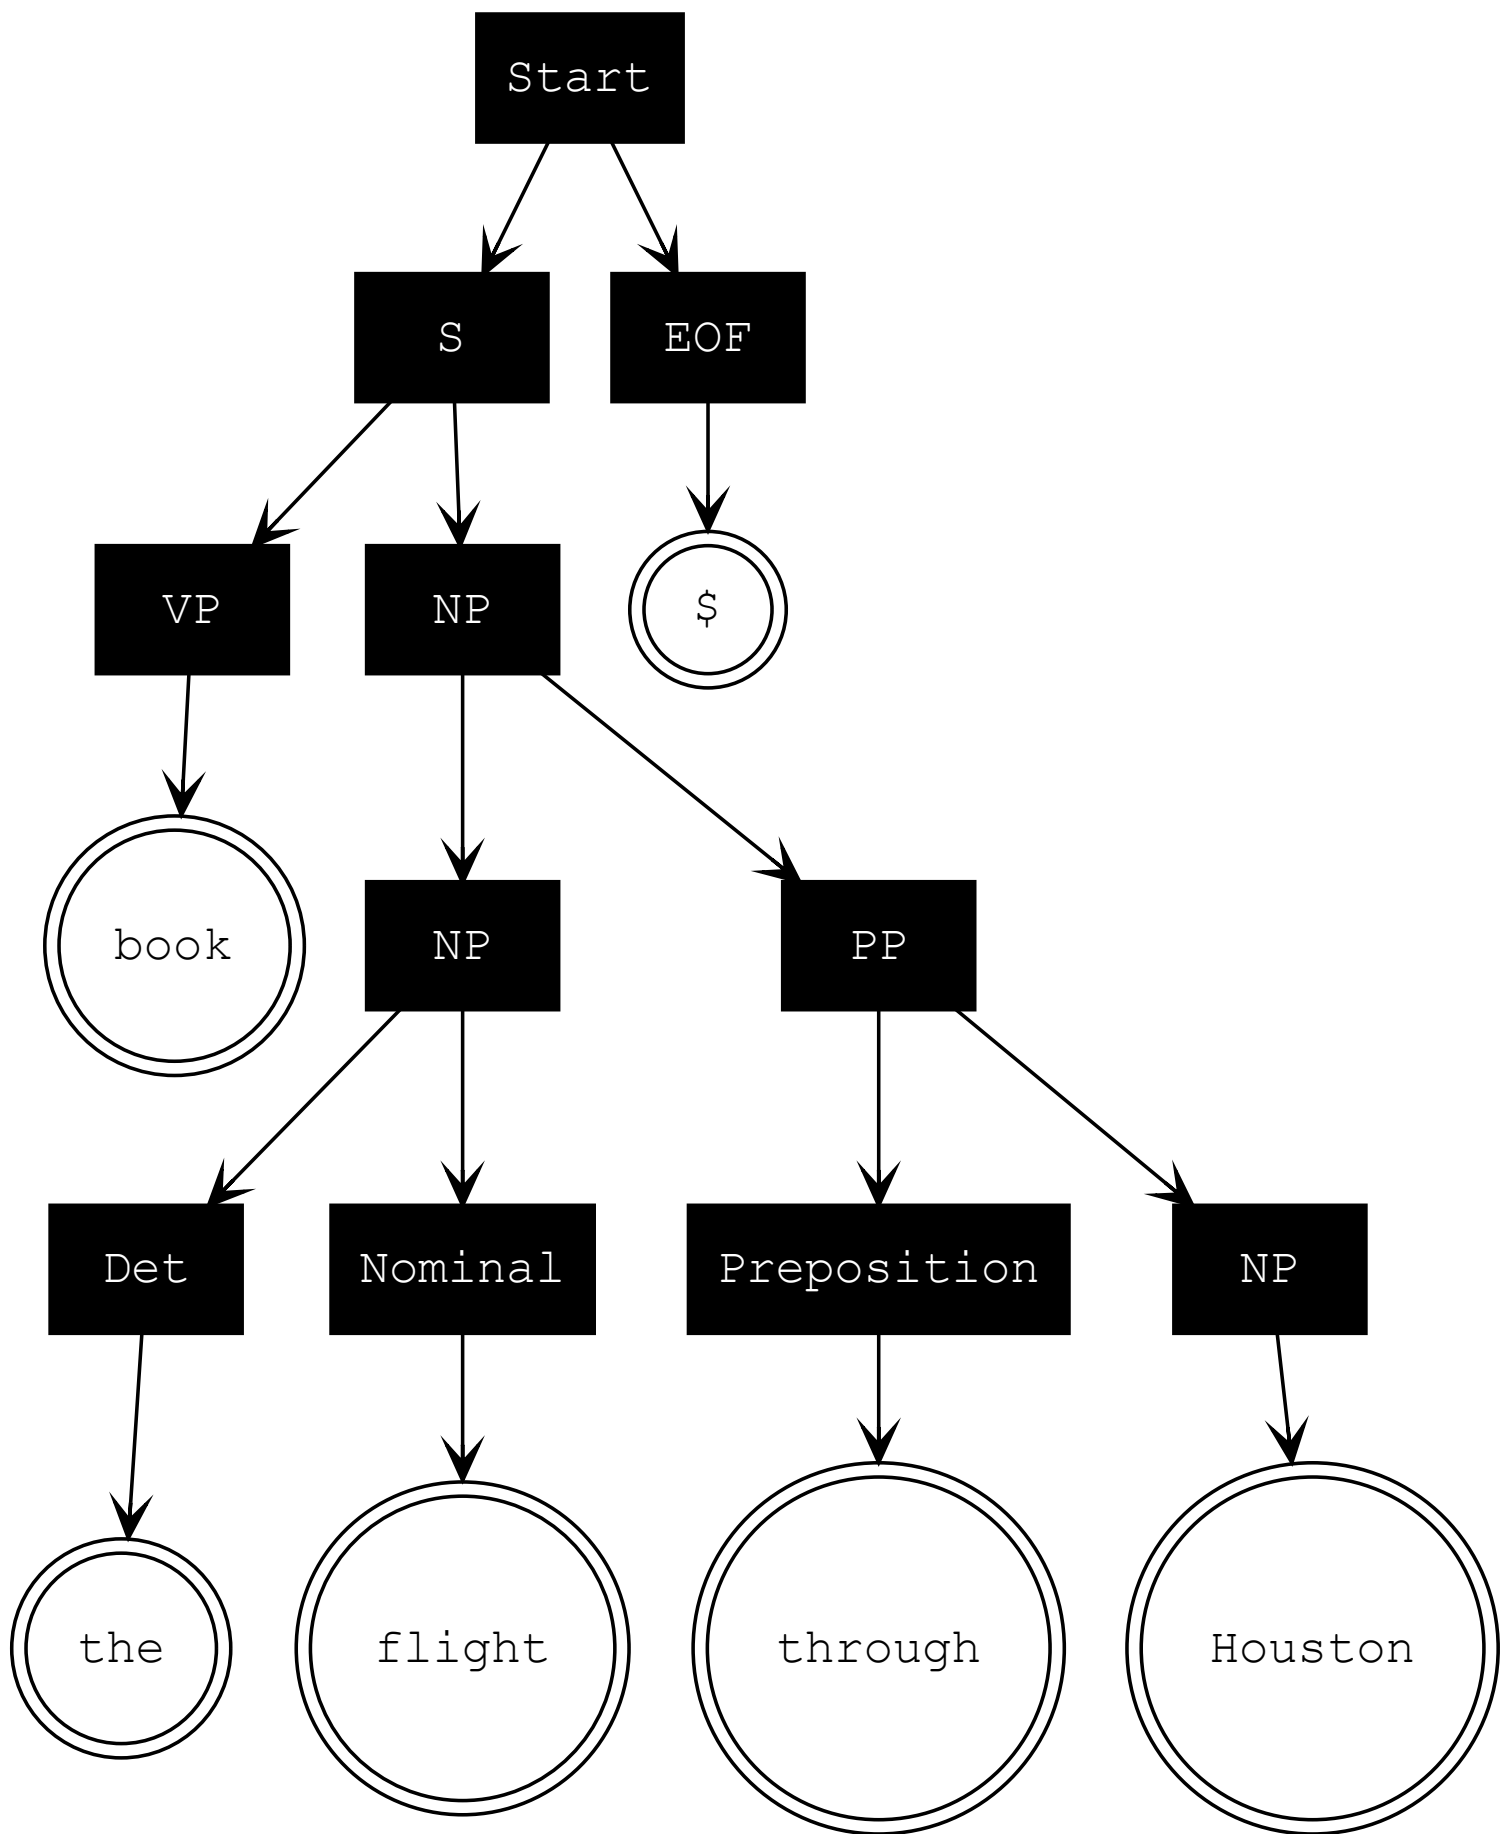 Start
S EOF
VP NP $
book NP PP
Det Nominal Preposition NP
the flight through Houston